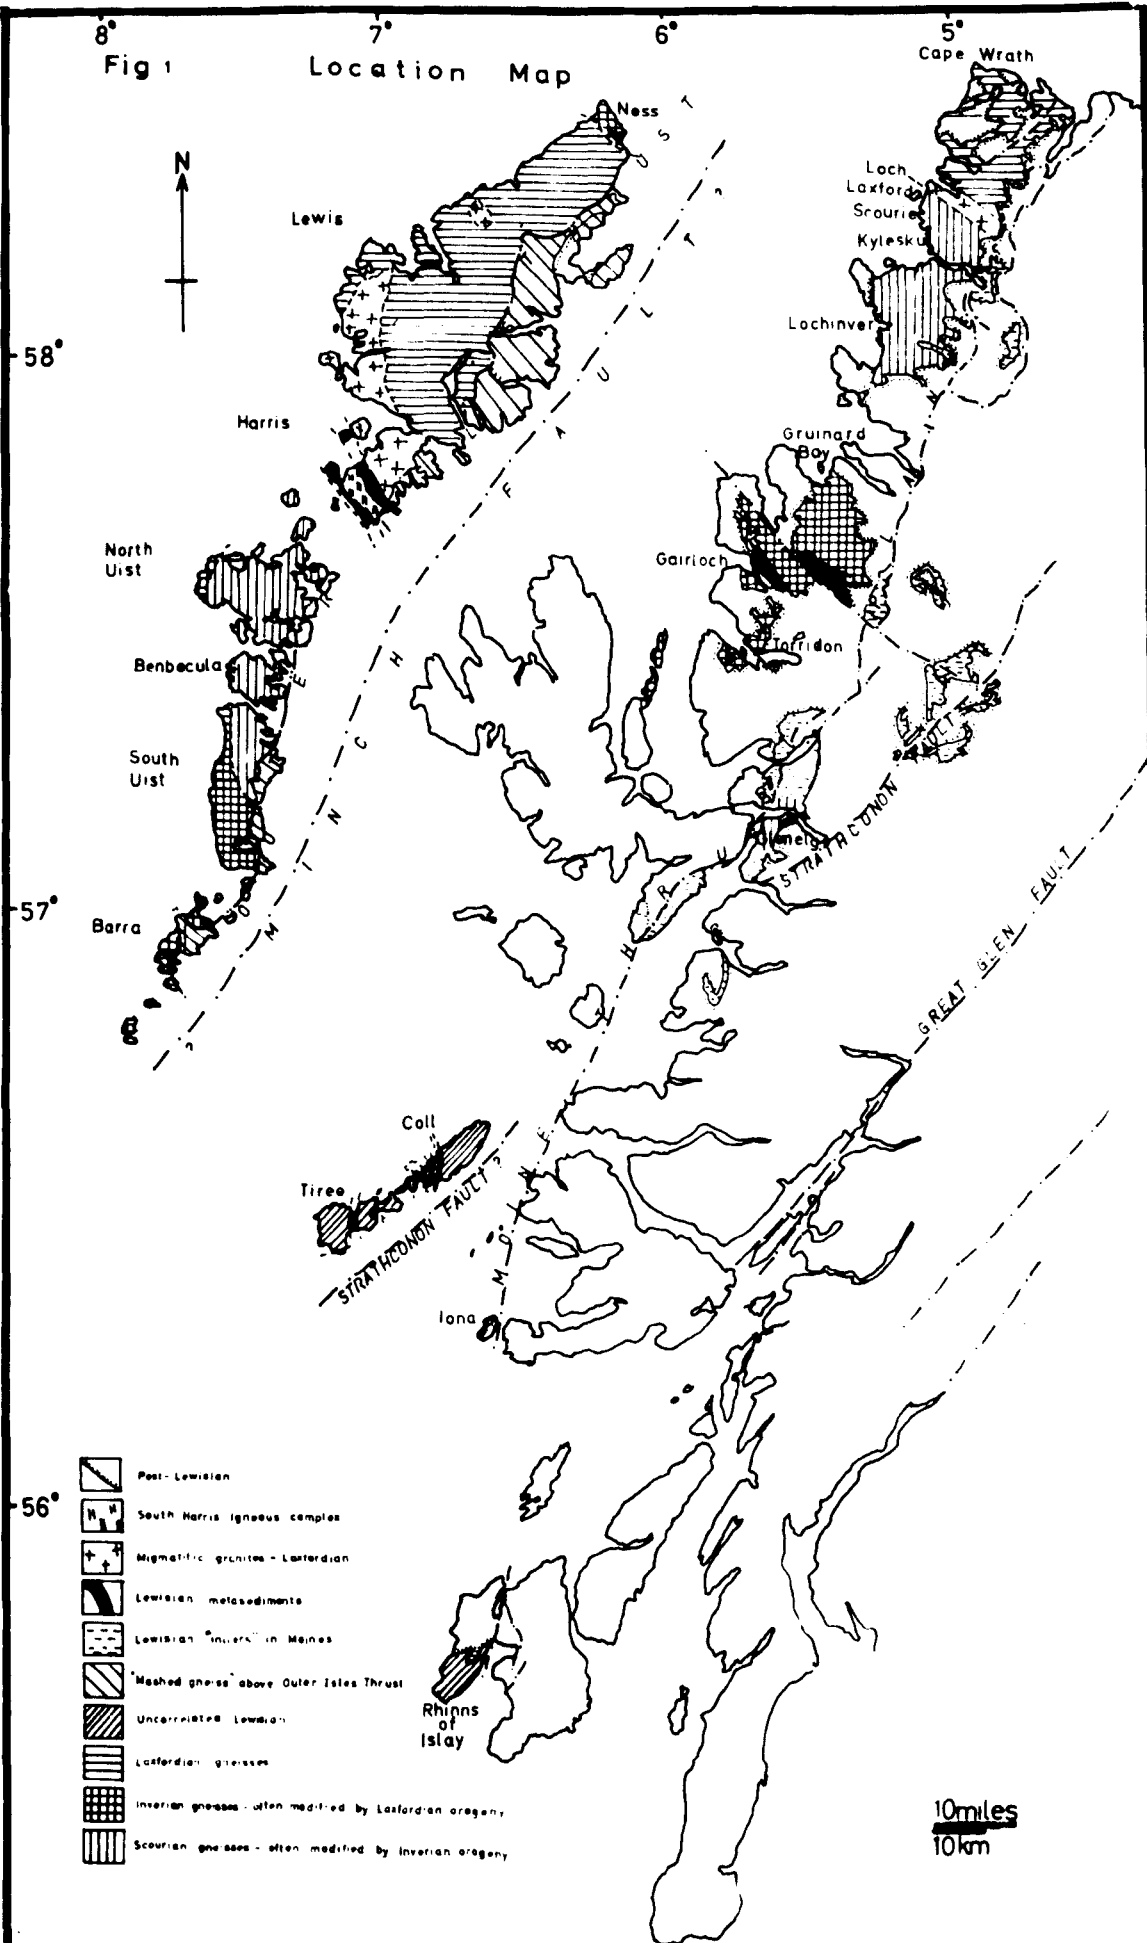 8°
7°
6°
5°
Fig 1
Location Map
Cape Wrath
Ness
N
Lewis
Loch
Laxford
Scourie
Kylesku
Lochinver
58°
Harris
Gruinard
Bay
North
Uist
Gairloch
Torridon
Benbecula
South
Uist
MINCH FAULT ?
Glenelg
STRATHCONON FAULT
57°
Barra
?
MOINE THRUST
GREAT GLEN FAULT
Coll
Tiree
STRATHCONON FAULT ?
Iona
56°
Post-Lewisian
South Harris igneous complex
Migmatitic granites - Laxfordian
Lewisian metasediments
Lewisian "inliers" in Moines
"Mashed gneiss" above Outer Isles Thrust
Uncorrelated Lewisian
Laxfordian gneisses
Inverian gneisses - often modified by Laxfordian orogeny
Scourian gneisses - often modified by Inverian orogeny
Rhinns
of
Islay
10miles
10km